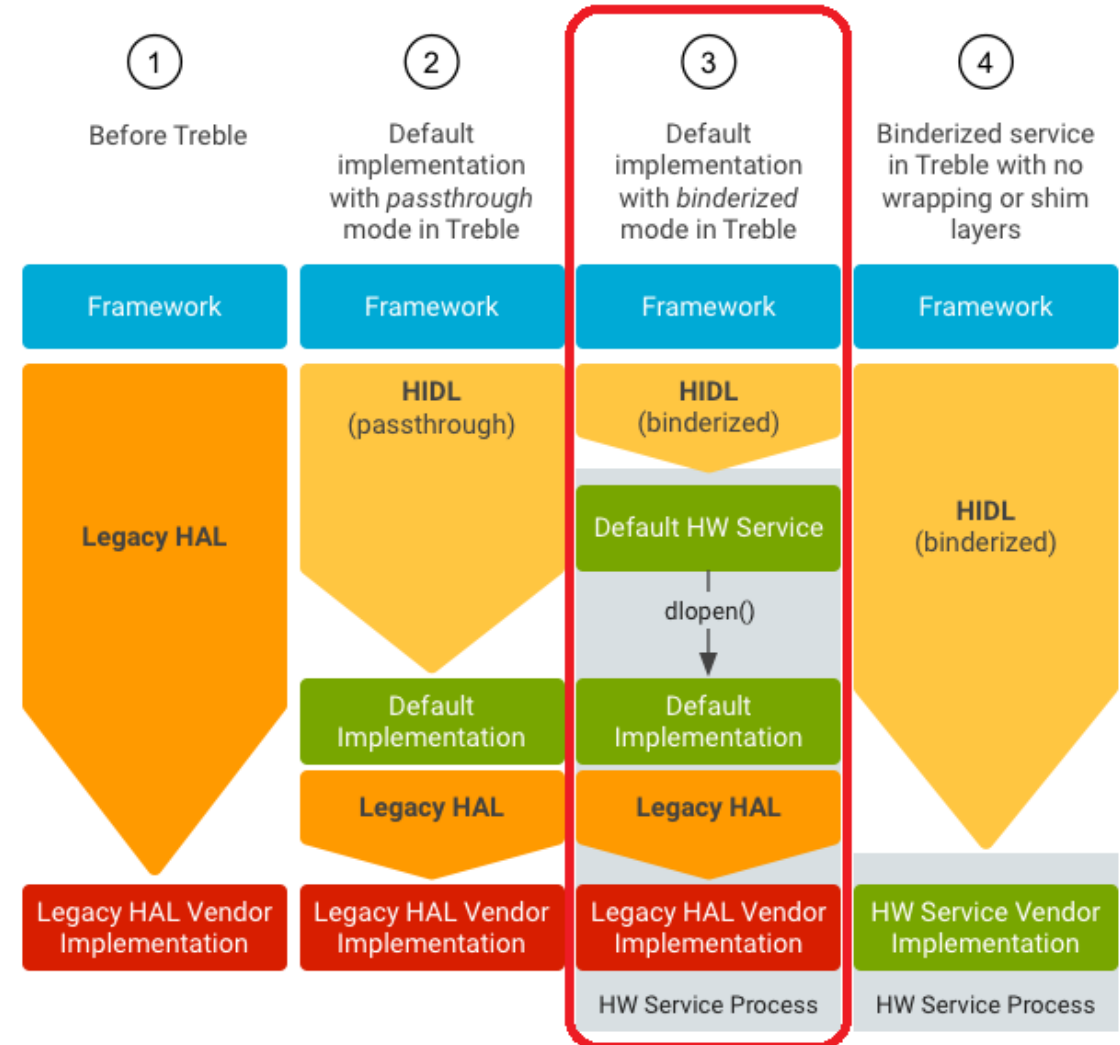 1
Before Treble
Framework
Legacy HAL
Legacy HAL Vendor
Implementation
2
Default
implementation
with passthrough
mode in Treble
Framework
HIDL
(passthrough)
Default
Implementation
Legacy HAL
Legacy HAL Vendor
Implementation
3
Default
implementation
with binderized
mode in Treble
Framework
HIDL
(binderized)
Default HW Service
dlopen()
Default
Implementation
Legacy HAL
Legacy HAL Vendor
Implementation
HW Service Process
4
Binderized service
in Treble with no
wrapping or shim
layers
Framework
HIDL
(binderized)
HW Service Vendor
Implementation
HW Service Process